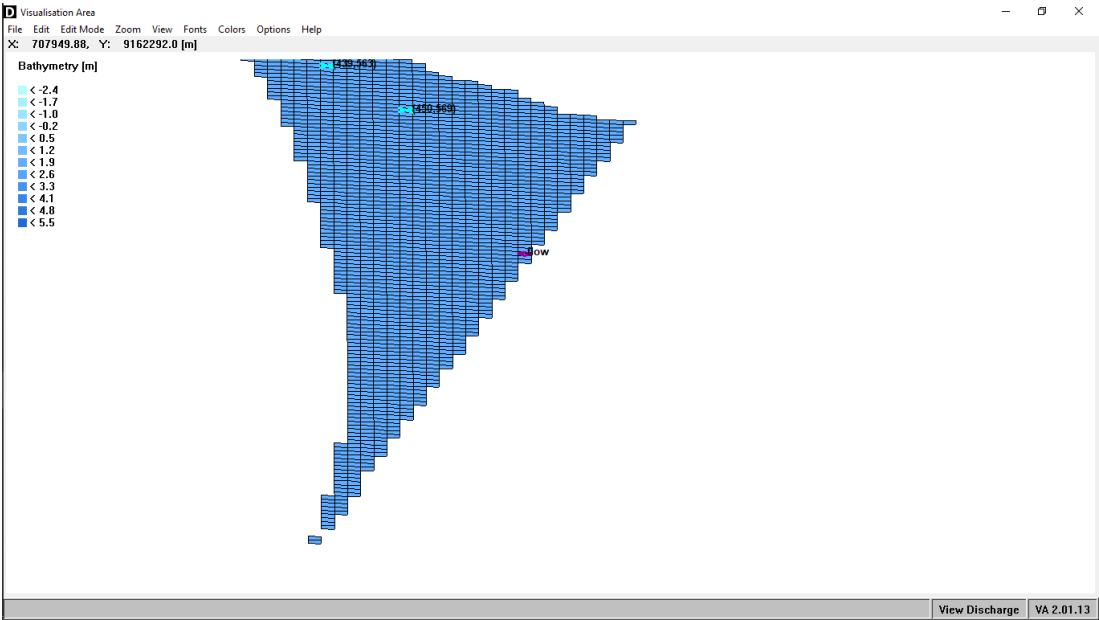 D Visualisation Area
File Edit Edit Mode Zoom View Fonts Colors Options Help
X: 707949.88, Y: 9162292.0 [m]
Bathymetry [m]
< -2.4
< -1.7
< -1.0
< -0.2
< 0.5
< 1.2
< 1.9
< 2.6
< 3.3
< 4.1
< 4.8
< 5.5
(439,563)
(450,569)
flow
View Discharge VA 2.01.13